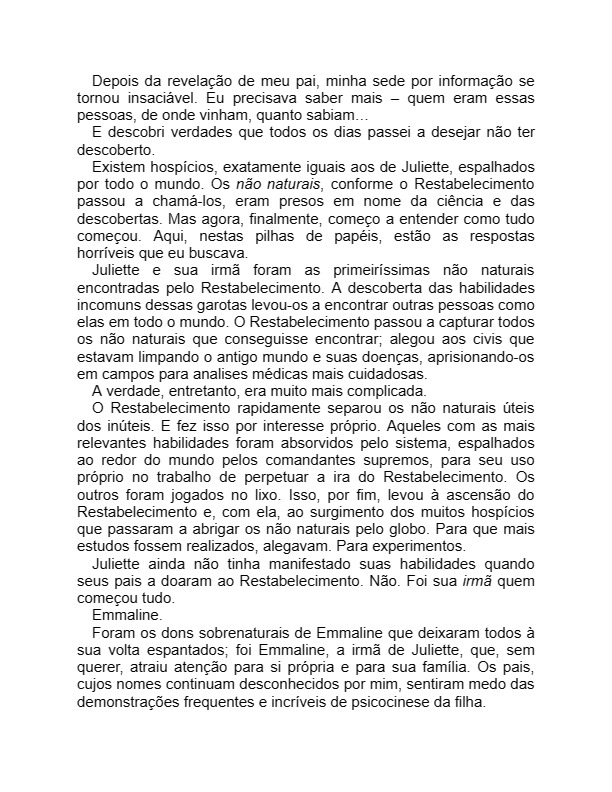 Depois da revelação de meu pai, minha sede por informação se
tornou insaciável. Eu precisava saber mais – quem eram essas
pessoas, de onde vinham, quanto sabiam…
E descobri verdades que todos os dias passei a desejar não ter
descoberto.
Existem hospícios, exatamente iguais aos de Juliette, espalhados
por todo o mundo. Os não naturais, conforme o Restabelecimento
passou a chamá-los, eram presos em nome da ciência e das
descobertas. Mas agora, finalmente, começo a entender como tudo
começou. Aqui, nestas pilhas de papéis, estão as respostas
horríveis que eu buscava.
Juliette e sua irmã foram as primeiríssimas não naturais
encontradas pelo Restabelecimento. A descoberta das habilidades
incomuns dessas garotas levou-os a encontrar outras pessoas como
elas em todo o mundo. O Restabelecimento passou a capturar todos
os não naturais que conseguisse encontrar; alegou aos civis que
estavam limpando o antigo mundo e suas doenças, aprisionando-os
em campos para analises médicas mais cuidadosas.
A verdade, entretanto, era muito mais complicada.
O Restabelecimento rapidamente separou os não naturais úteis
dos inúteis. E fez isso por interesse próprio. Aqueles com as mais
relevantes habilidades foram absorvidos pelo sistema, espalhados
ao redor do mundo pelos comandantes supremos, para seu uso
próprio no trabalho de perpetuar a ira do Restabelecimento. Os
outros foram jogados no lixo. Isso, por fim, levou à ascensão do
Restabelecimento e, com ela, ao surgimento dos muitos hospícios
que passaram a abrigar os não naturais pelo globo. Para que mais
estudos fossem realizados, alegavam. Para experimentos.
Juliette ainda não tinha manifestado suas habilidades quando
seus pais a doaram ao Restabelecimento. Não. Foi sua irmã quem
começou tudo.
Emmaline.
Foram os dons sobrenaturais de Emmaline que deixaram todos à
sua volta espantados; foi Emmaline, a irmã de Juliette, que, sem
querer, atraiu atenção para si própria e para sua família. Os pais,
cujos nomes continuam desconhecidos por mim, sentiram medo das
demonstrações frequentes e incríveis de psicocinese da filha.